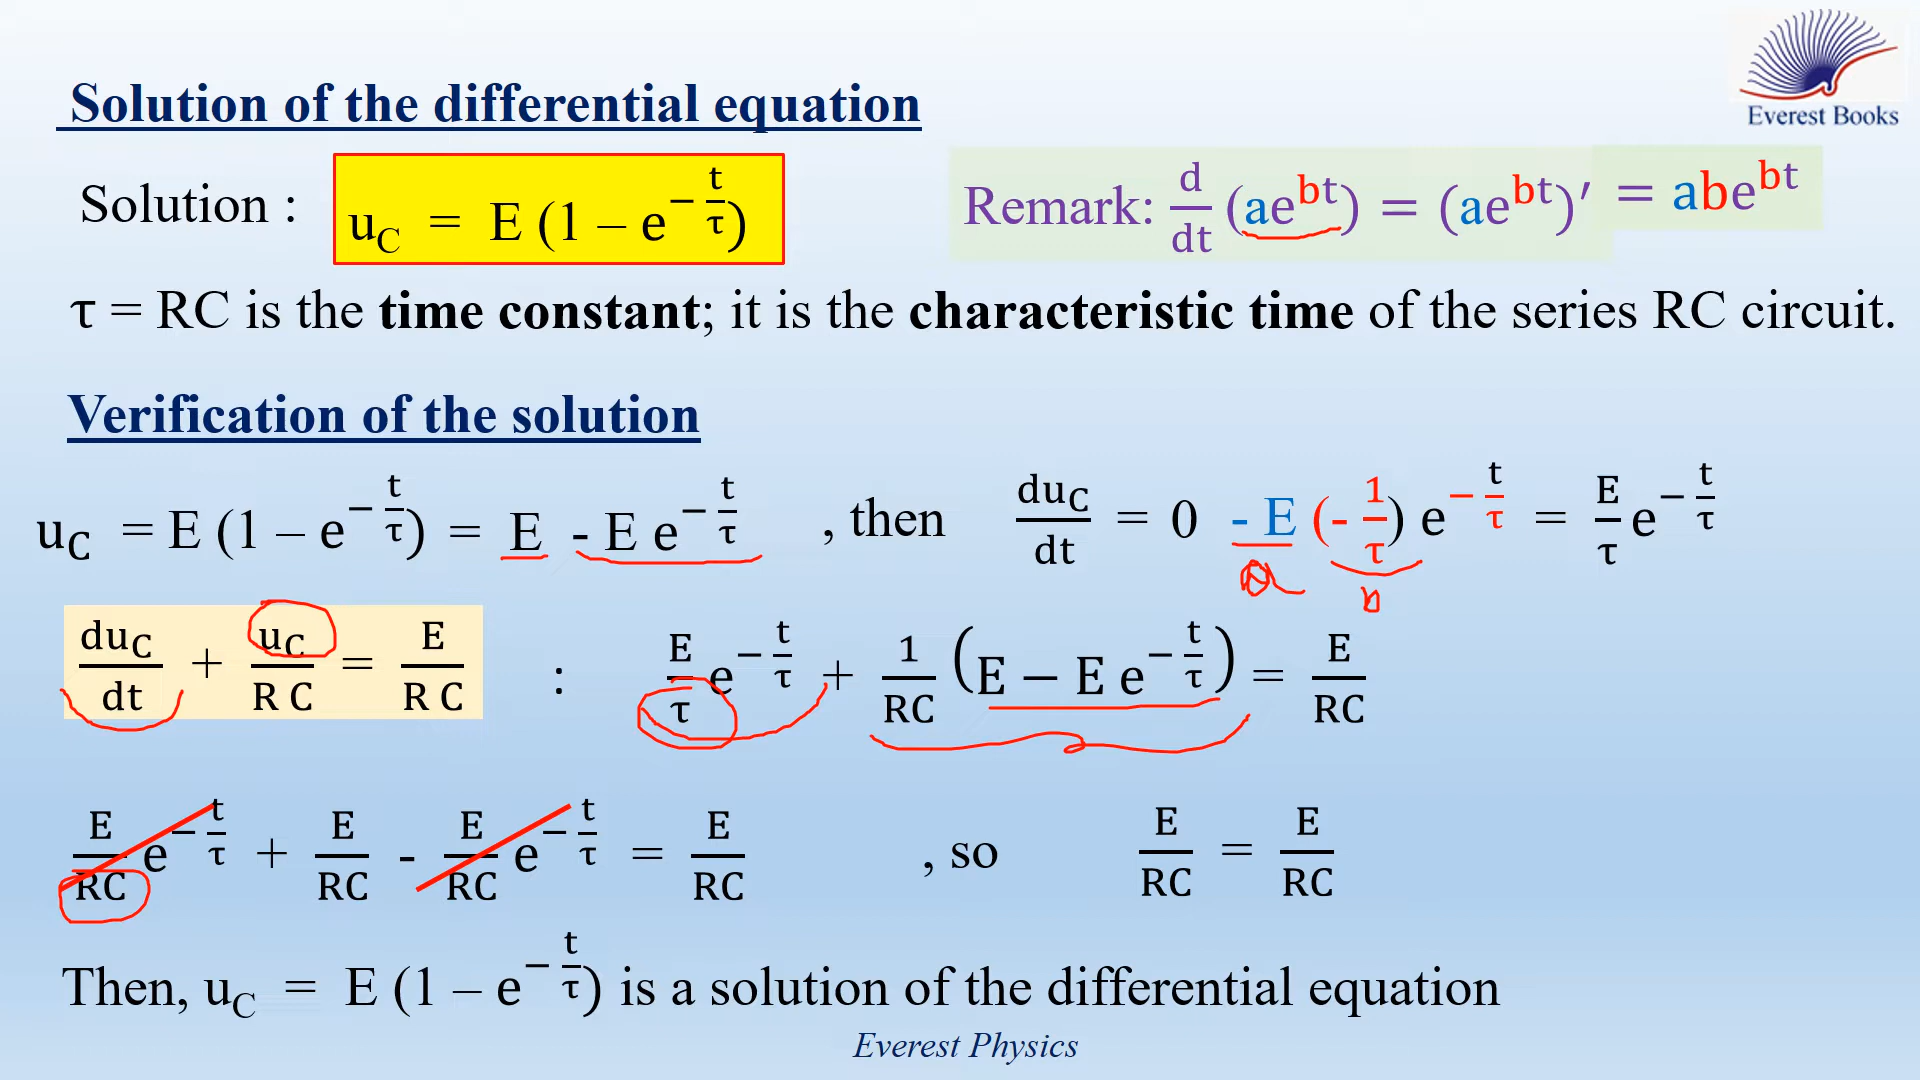 Everest Books
Solution of the differential equation
Solution : u_C = E (1 – e^{−t/τ})
Remark: d/dt (ae^{bt}) = (ae^{bt})′ = abe^{bt}
τ = RC is the time constant; it is the characteristic time of the series RC circuit.
Verification of the solution
u_C = E (1 – e^{−t/τ}) = E - E e^{−t/τ} , then du_C/dt = 0 - E (- 1/τ) e^{−t/τ} = E/τ e^{−t/τ}
a b
du_C/dt + u_C/R C = E/R C : E/τ e^{−t/τ} + 1/RC (E − E e^{−t/τ}) = E/RC
E/RC e^{−t/τ} + E/RC - E/RC e^{−t/τ} = E/RC , so E/RC = E/RC
Then, u_C = E (1 – e^{−t/τ}) is a solution of the differential equation
Everest Physics